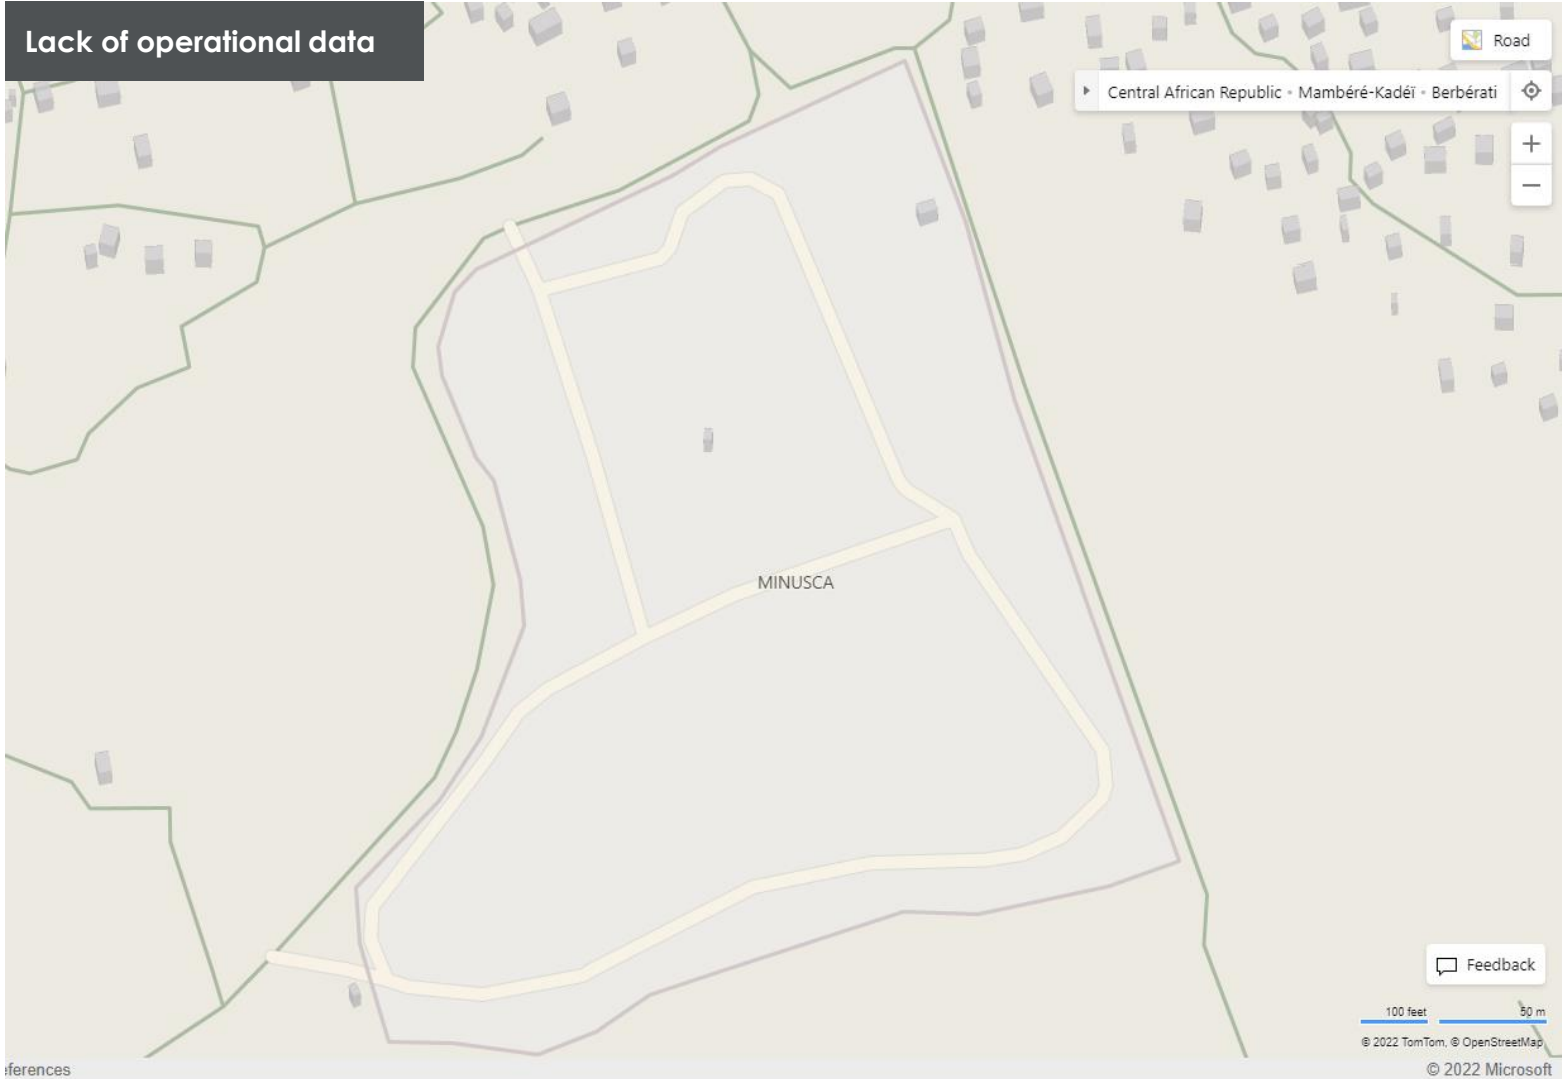 Lack of operational data
Road
Central African Republic • Mambéré-Kadéï • Berbérati
MINUSCA
Feedback
100 feet 50 m
© 2022 TomTom, © OpenStreetMap
eferences © 2022 Microsoft